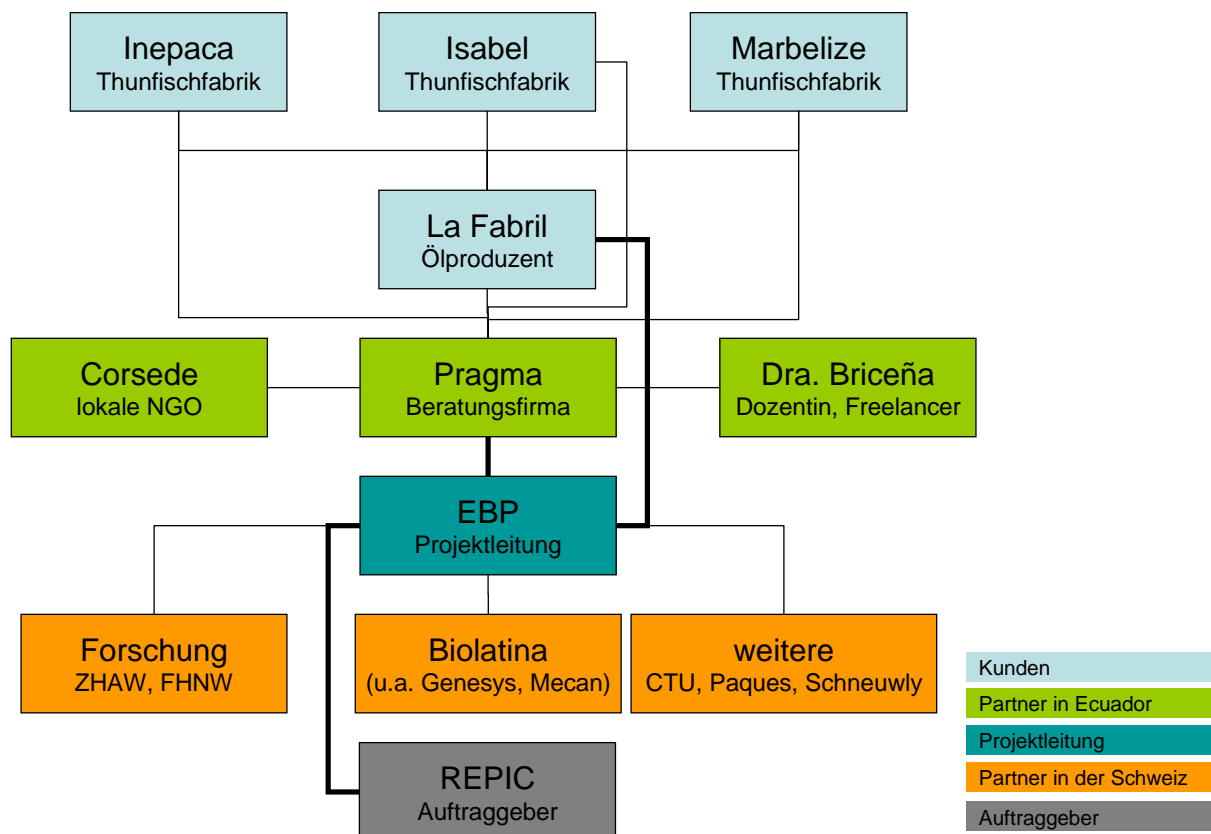 Inepaca
Thunfischfabrik
Isabel
Thunfischfabrik
Marbelize
Thunfischfabrik
La Fabril
Ölproduzent
Corsede
lokale NGO
Pragma
Beratungsfirma
Dra. Briceña
Dozentin, Freelancer
EBP
Projektleitung
Forschung
ZHAW, FHNW
Biolatina
(u.a. Genesys, Mecan)
weitere
CTU, Paques, Schneuwly
REPIC
Auftraggeber
Kunden
Partner in Ecuador
Projektleitung
Partner in der Schweiz
Auftraggeber